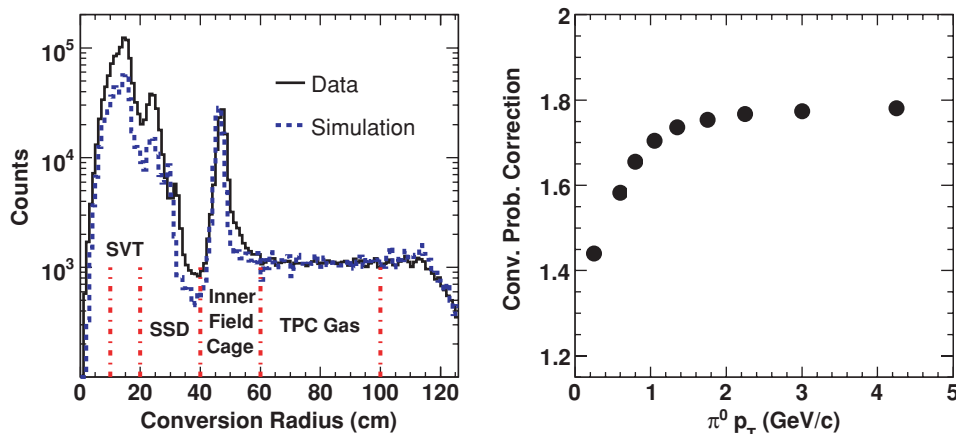 10^5
10^4
10^3
Counts
Data
Simulation
SVT
SSD
Inner
Field
Cage
TPC Gas
0 20 40 60 80 100 120
Conversion Radius (cm)
2
1.8
1.6
1.4
1.2
Conv. Prob. Correction
0 1 2 3 4 5
π^0 p_T (GeV/c)